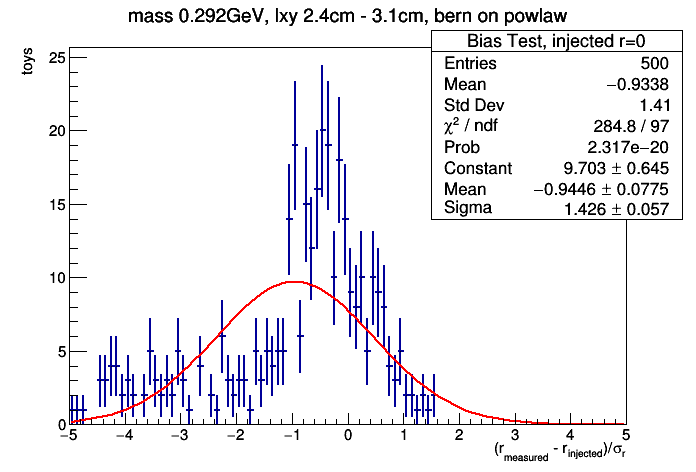 mass 0.292GeV, lxy 2.4cm - 3.1cm, bern on powlaw
Bias Test, injected r=0
Entries 500
Mean −0.9338
Std Dev 1.41
χ² / ndf 284.8 / 97
Prob 2.317e−20
Constant 9.703 ± 0.645
Mean −0.9446 ± 0.0775
Sigma 1.426 ± 0.057
toys
25
20
15
10
5
0
−5 −4 −3 −2 −1 0 1 2 3 4 5
(r_measured - r_injected)/σ_r